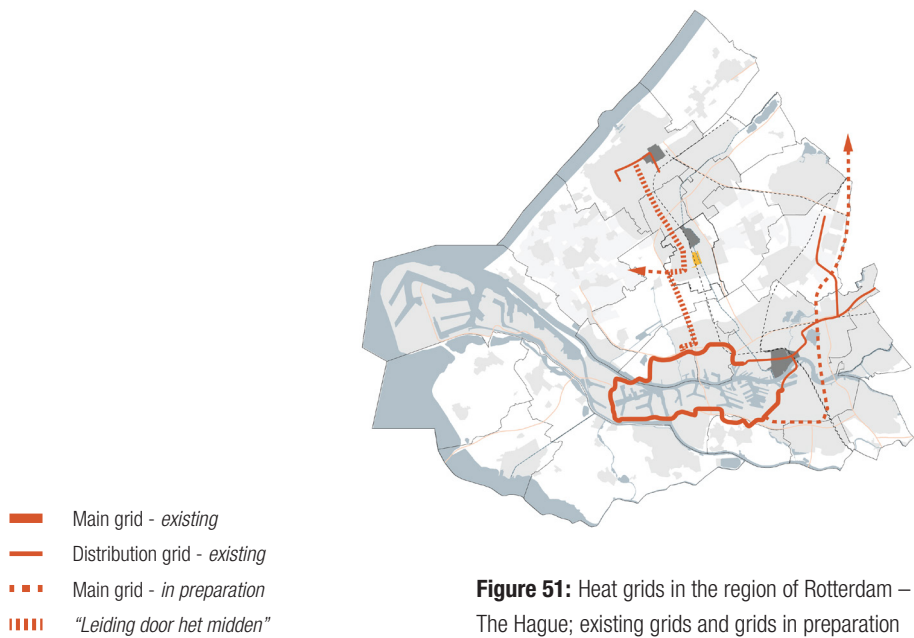 Main grid - existing
Distribution grid - existing
Main grid - in preparation
"Leiding door het midden"
Figure 51: Heat grids in the region of Rotterdam –
The Hague; existing grids and grids in preparation